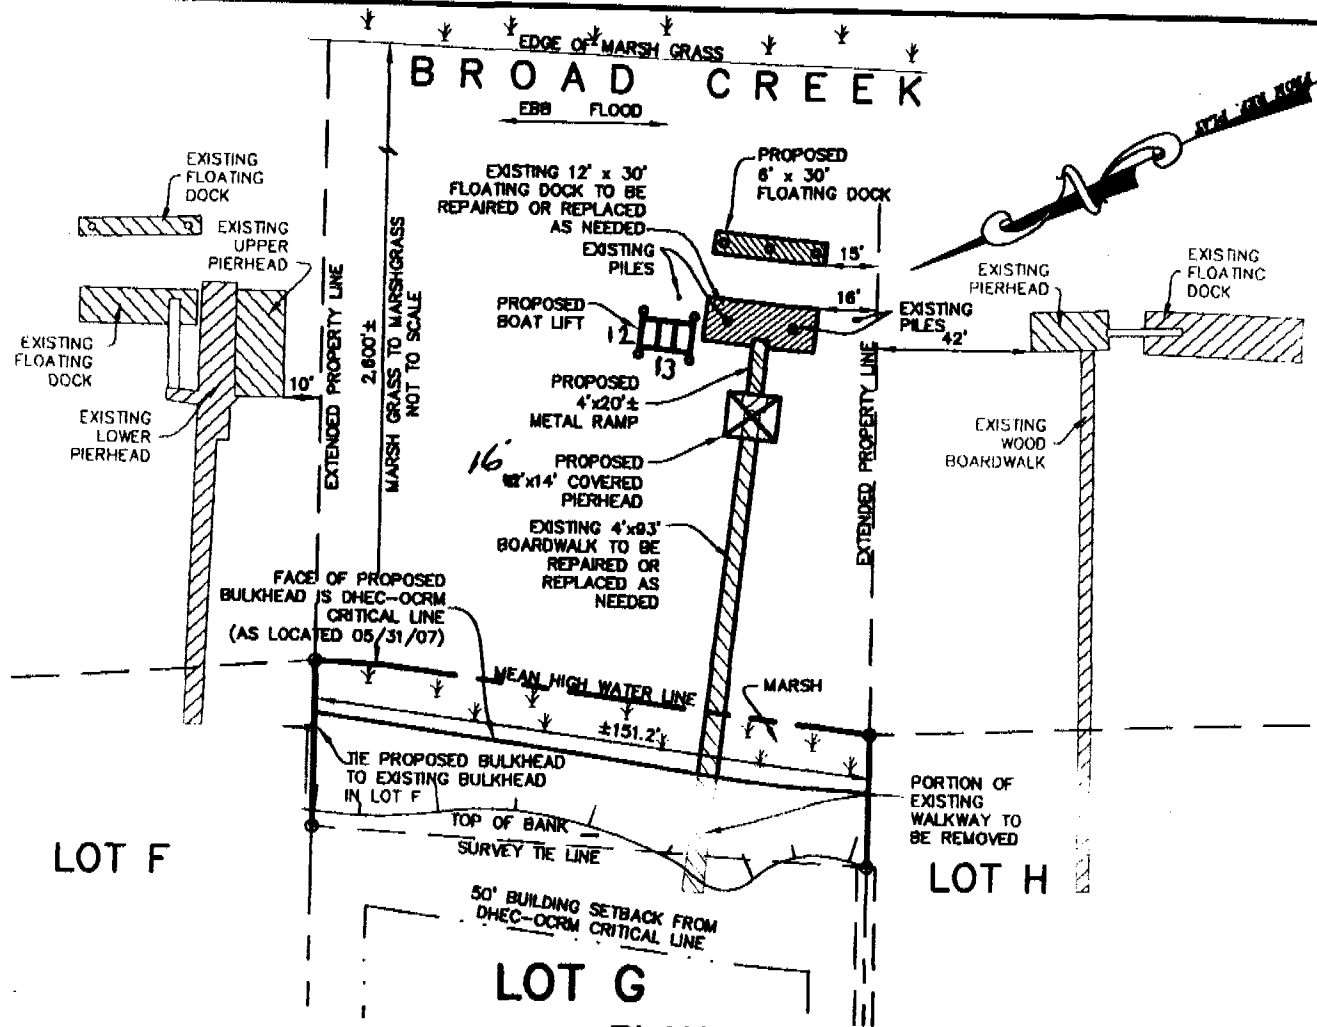 EDGE OF MARSH GRASS
BROAD CREEK
EBB FLOOD
EXISTING
FLOATING
DOCK
EXISTING
UPPER
PIERHEAD
EXISTING
FLOATING
DOCK
EXISTING
LOWER
PIERHEAD
10'
EXTENDED PROPERTY LINE
2,600'±
MARSH GRASS TO MARSHGRASS
NOT TO SCALE
EXISTING 12' x 30'
FLOATING DOCK TO BE
REPAIRED OR REPLACED
AS NEEDED
EXISTING
PILES
PROPOSED
6' x 30'
FLOATING DOCK
15'
16'
PROPOSED
BOAT LIFT
12
13
EXISTING
PILES
42'
EXISTING
PIERHEAD
EXISTING
FLOATING
DOCK
PROPOSED
4'x20'±
METAL RAMP
16'
PROPOSED
x14' COVERED
PIERHEAD
EXISTING 4'x93'
BOARDWALK TO BE
REPAIRED OR
REPLACED AS
NEEDED
EXTENDED PROPERTY LINE
EXISTING
WOOD
BOARDWALK
FACE OF PROPOSED
BULKHEAD IS DHEC-OCRM
CRITICAL LINE
(AS LOCATED 05/31/07)
MEAN HIGH WATER LINE
MARSH
±151.2'
TIE PROPOSED BULKHEAD
TO EXISTING BULKHEAD
IN LOT F
TOP OF BANK
SURVEY TIE LINE
PORTION OF
EXISTING
WALKWAY TO
BE REMOVED
LOT F
LOT H
50' BUILDING SETBACK FROM
DHEC-OCRM CRITICAL LINE
LOT G